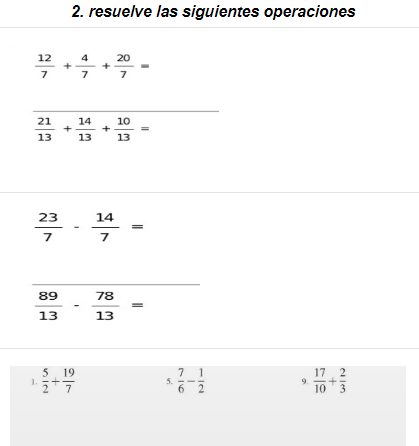 2. resuelve las siguientes operaciones
12/7 + 4/7 + 20/7 =
21/13 + 14/13 + 10/13 =
23/7 - 14/7 =
89/13 - 78/13 =
1. 5/2 + 19/7 5. 7/6 − 1/2 9. 17/10 + 2/3